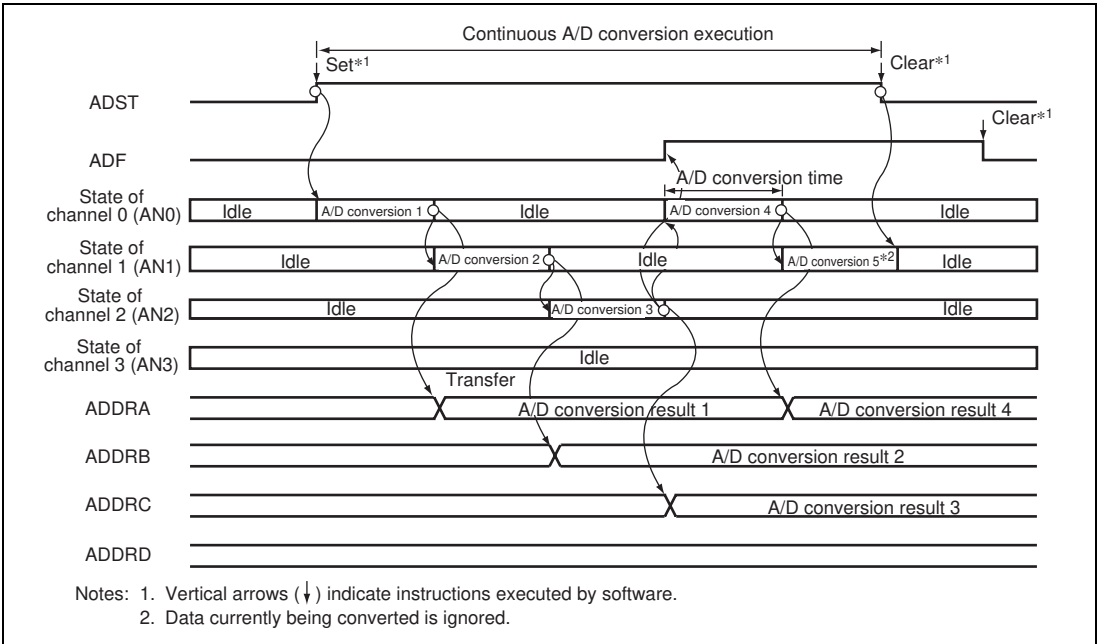 Continuous A/D conversion execution
Set*1
Clear*1
ADST
Clear*1
ADF
A/D conversion time
State of
channel 0 (AN0)
Idle
A/D conversion 1
Idle
A/D conversion 4
Idle
State of
channel 1 (AN1)
Idle
A/D conversion 2
Idle
A/D conversion 5*2
Idle
State of
channel 2 (AN2)
Idle
A/D conversion 3
Idle
State of
channel 3 (AN3)
Idle
Transfer
ADDRA
A/D conversion result 1
A/D conversion result 4
ADDRB
A/D conversion result 2
ADDRC
A/D conversion result 3
ADDRD
Notes: 1. Vertical arrows (↓) indicate instructions executed by software.
2. Data currently being converted is ignored.